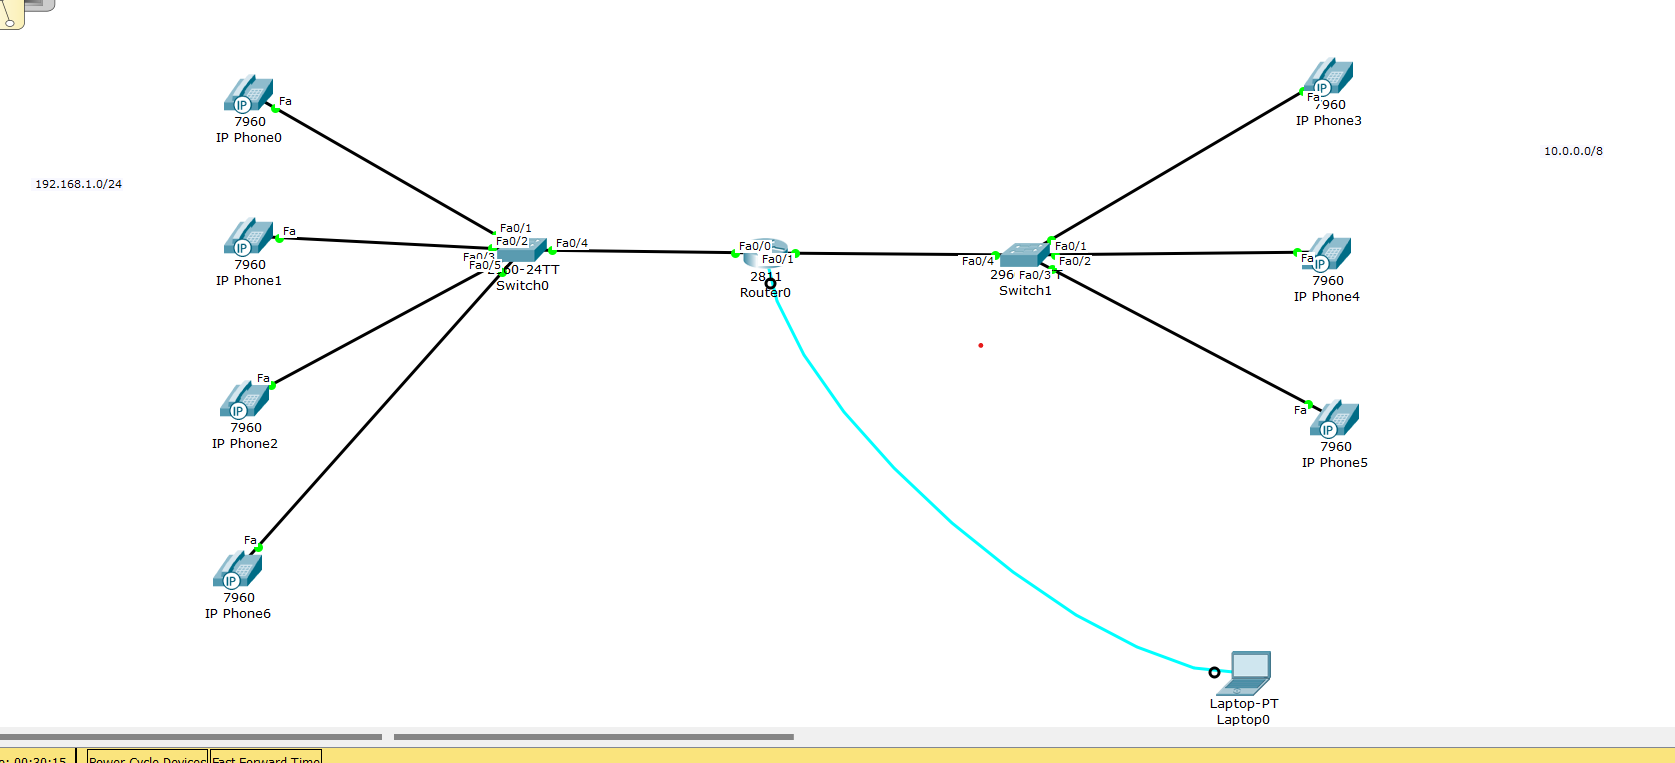 Fa
7960
IP Phone0
192.168.1.0/24
Fa
7960
IP Phone1
Fa
7960
IP Phone2
Fa
7960
IP Phone6
Fa0/1
Fa0/2
Fa0/3
Fa0/5
Fa0/4
60-24TT
Switch0
Fa0/0
Fa0/1
2811
Router0
Fa0/4
Fa0/1
Fa0/2
296
Fa0/3
T
Switch1
Fa
7960
IP Phone3
10.0.0.0/8
Fa
IP
7960
IP Phone4
Fa
7960
IP Phone5
Laptop-PT
Laptop0
00:30:15
Power Cycle Devices
Fast Forward Time